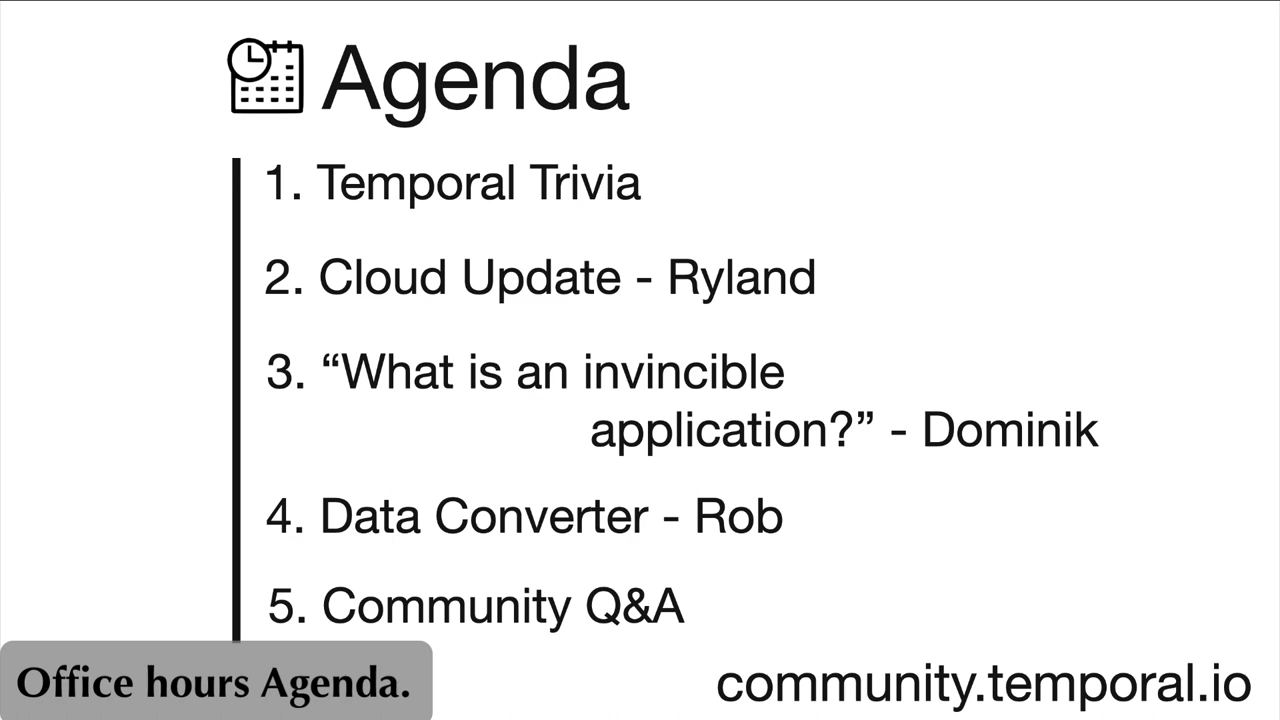 Agenda
1. Temporal Trivia
2. Cloud Update - Ryland
3. “What is an invincible
application?” - Dominik
4. Data Converter - Rob
5. Community Q&A
Office hours Agenda.
community.temporal.io